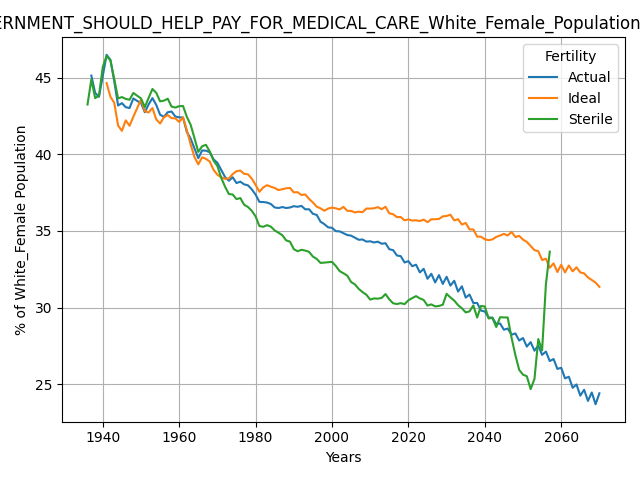 ERNMENT_SHOULD_HELP_PAY_FOR_MEDICAL_CARE_White_Female_Population
Fertility
Actual
Ideal
Sterile
% of White_Female Population
45
40
35
30
25
1940 1960 1980 2000 2020 2040 2060
Years